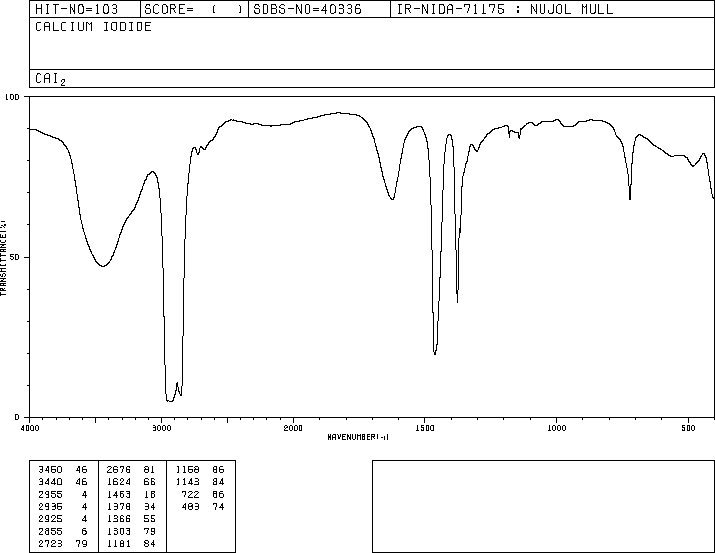 HIT-NO=103 SCORE= ( ) SDBS-NO=40336 IR-NIDA-71175 : NUJOL MULL
CALCIUM IODIDE
CAI2
100
50
0
TRANSMITTANCE(%)
4000 3000 2000 1500 1000 500
WAVENUMBER(-1)
3460 46 2676 81 1168 86
3440 46 1624 66 1143 84
2955 4 1463 18 722 66
2935 4 1378 34 483 74
2925 4 1366 55
2855 6 1303 79
2723 79 1181 84